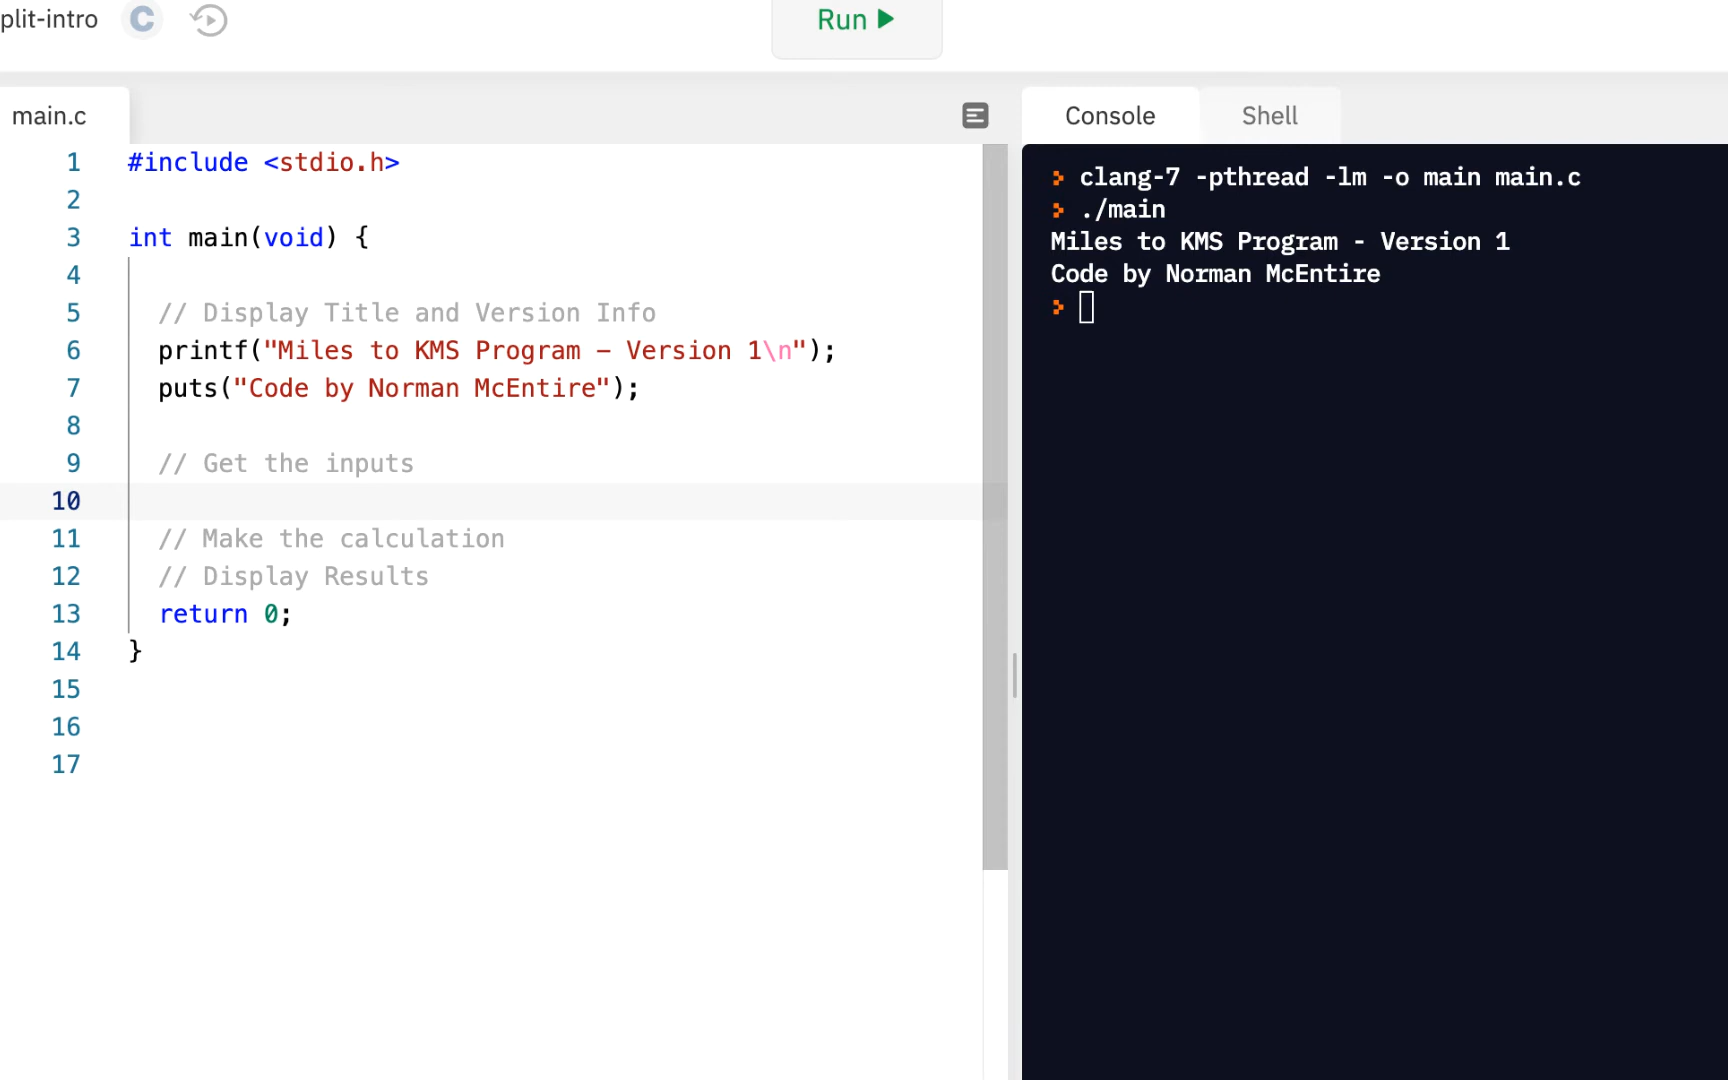 plit-intro C
Run
main.c
1 #include <stdio.h>
2
3 int main(void) {
4
5 // Display Title and Version Info
6 printf("Miles to KMS Program – Version 1\n");
7 puts("Code by Norman McEntire");
8
9 // Get the inputs
10
11 // Make the calculation
12 // Display Results
13 return 0;
14 }
15
16
17
Console Shell
clang-7 -pthread -lm -o main main.c
./main
Miles to KMS Program - Version 1
Code by Norman McEntire